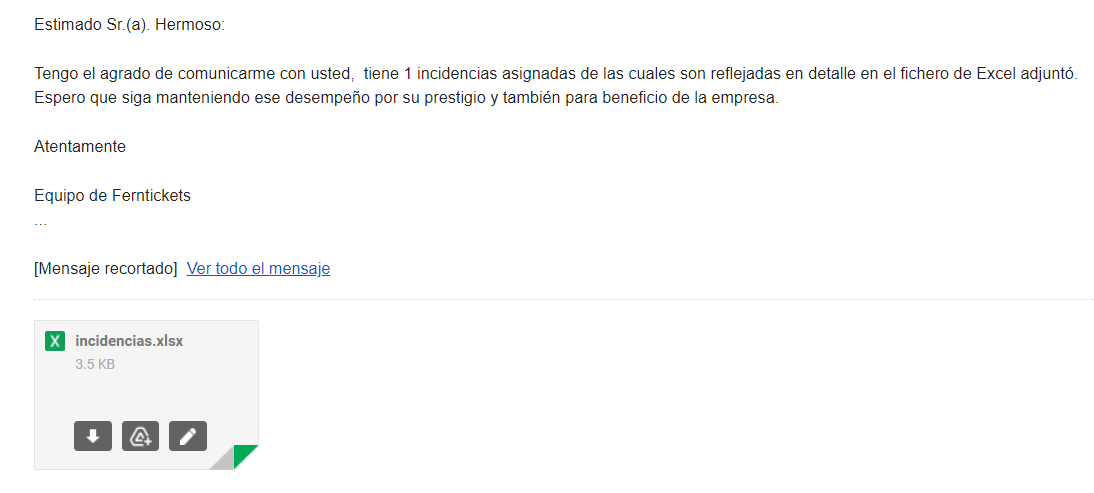 Estimado Sr.(a). Hermoso:
Tengo el agrado de comunicarme con usted,  tiene 1 incidencias asignadas de las cuales son reflejadas en detalle en el fichero de Excel adjuntó.
Espero que siga manteniendo ese desempeño por su prestigio y también para beneficio de la empresa.
Atentamente
Equipo de Ferntickets
...
[Mensaje recortado]  Ver todo el mensaje
X incidencias.xlsx
3.5 KB